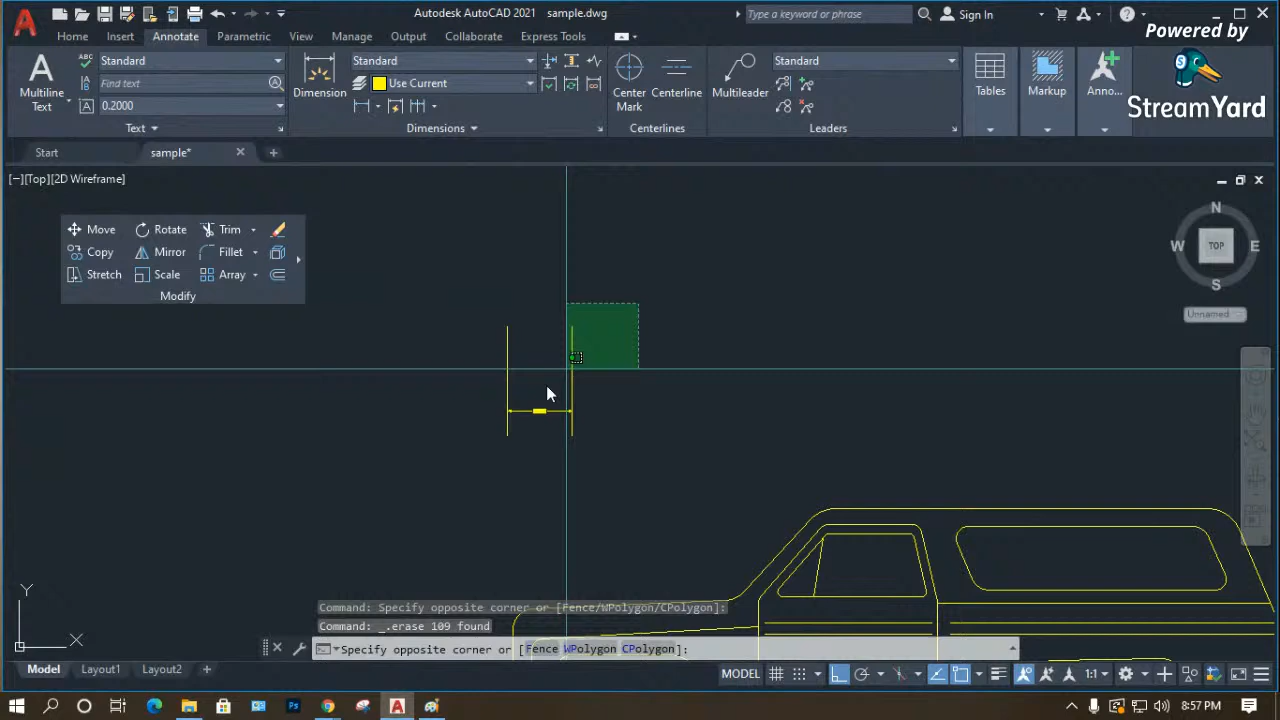 Autodesk AutoCAD 2021 sample.dwg
Type a keyword or phrase
Sign In
Powered by
StreamYard
Home Insert Annotate Parametric View Manage Output Collaborate Express Tools
Multiline
Text
ABC
Standard
Find text
0.2000
Text
Dimension
Standard
Use Current
Dimensions
Center
Mark
Centerline
Centerlines
Multileader
Standard
Leaders
Tables
Markup
Anno...
Start
sample*
[−][Top][2D Wireframe]
Move Rotate Trim
Copy Mirror Fillet
Stretch Scale Array
Modify
N
W TOP E
S
Unnamed
Y
X
Command: Specify opposite corner or [Fence/WPolygon/CPolygon]:
Command: _.erase 109 found
Specify opposite corner or [Fence WPolygon CPolygon]:
Model Layout1 Layout2
MODEL
1:1
8:57 PM